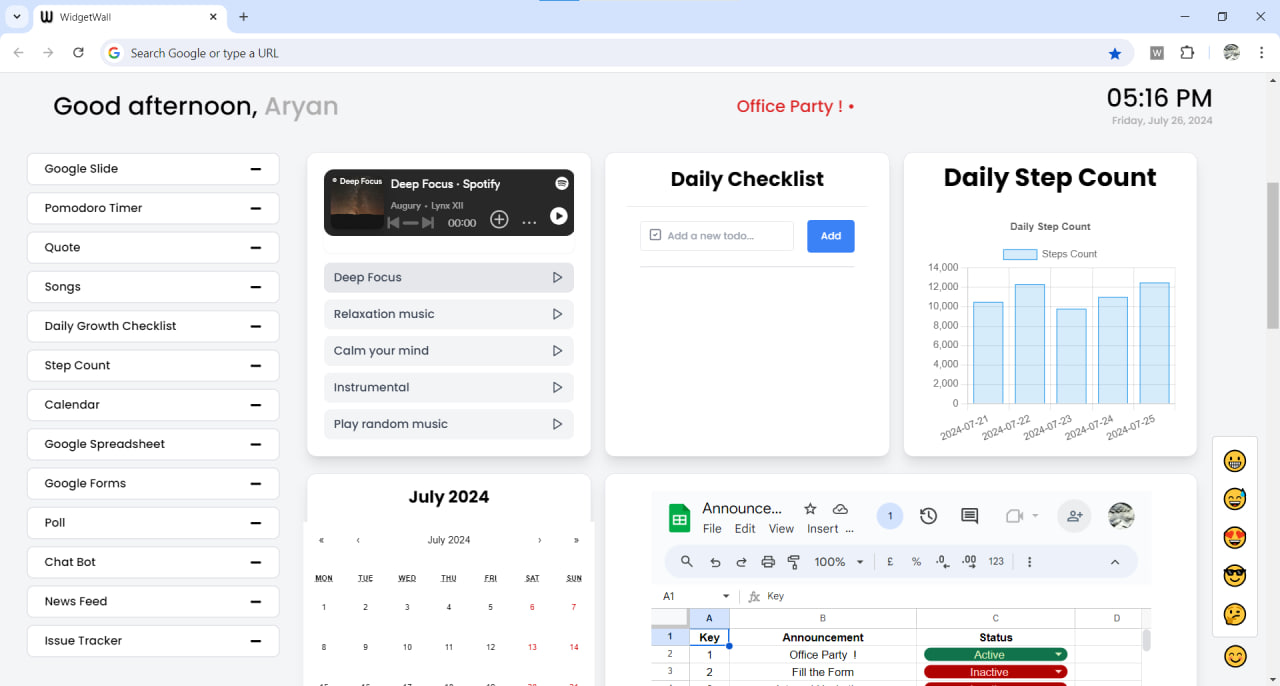 WidgetWall
Search Google or type a URL
W
Good afternoon, Aryan
Office Party ! •
05:16 PM
Friday, July 26, 2024
Google Slide
Pomodoro Timer
Quote
Songs
Daily Growth Checklist
Step Count
Calendar
Google Spreadsheet
Google Forms
Poll
Chat Bot
News Feed
Issue Tracker
Deep Focus
Deep Focus · Spotify
Augury • Lynx XII
00:00
Deep Focus
Relaxation music
Calm your mind
Instrumental
Play random music
Daily Checklist
Add a new todo...
Add
Daily Step Count
Daily Step Count
Steps Count
14,000
12,000
10,000
8,000
6,000
4,000
2,000
0
2024-07-21 2024-07-22 2024-07-23 2024-07-24 2024-07-25
July 2024
« ‹ July 2024 › »
MON TUE WED THU FRI SAT SUN
1 2 3 4 5 6 7
8 9 10 11 12 13 14
15 16 17 18 19 20 21
Announce...
1
File Edit View Insert ...
100% £ % .0 .00 123
A1 fx Key
A B C D
1 Key Announcement Status
2 1 Office Party ! Active
3 2 Fill the Form Inactive